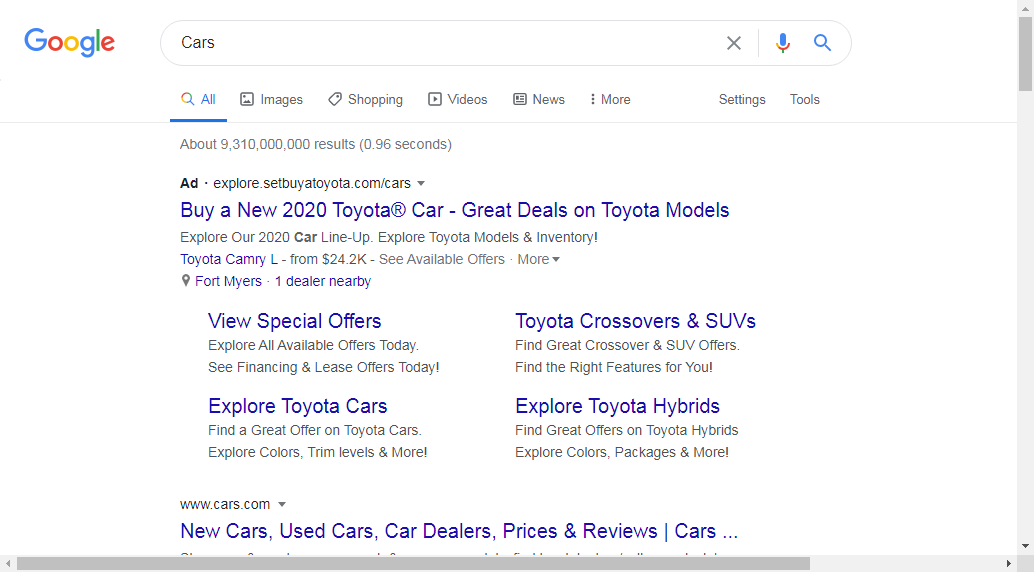 Google
Cars
All Images Shopping Videos News More Settings Tools
About 9,310,000,000 results (0.96 seconds)
Ad · explore.setbuyatoyota.com/cars
Buy a New 2020 Toyota® Car - Great Deals on Toyota Models
Explore Our 2020 Car Line-Up. Explore Toyota Models & Inventory!
Toyota Camry L - from $24.2K - See Available Offers · More
Fort Myers · 1 dealer nearby
View Special Offers
Explore All Available Offers Today.
See Financing & Lease Offers Today!
Toyota Crossovers & SUVs
Find Great Crossover & SUV Offers.
Find the Right Features for You!
Explore Toyota Cars
Find a Great Offer on Toyota Cars.
Explore Colors, Trim levels & More!
Explore Toyota Hybrids
Find Great Offers on Toyota Hybrids
Explore Colors, Packages & More!
www.cars.com
New Cars, Used Cars, Car Dealers, Prices & Reviews | Cars ...